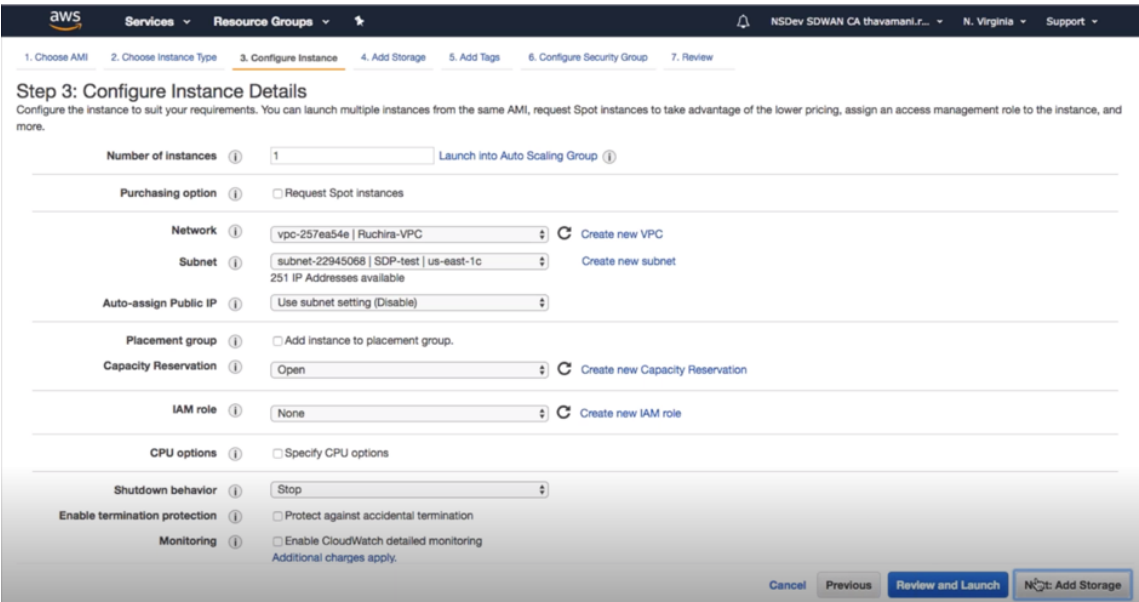 aws Services Resource Groups NSDev SDWAN CA thavamani.r... N. Virginia Support
1. Choose AMI 2. Choose Instance Type 3. Configure Instance 4. Add Storage 5. Add Tags 6. Configure Security Group 7. Review
Step 3: Configure Instance Details
Configure the instance to suit your requirements. You can launch multiple instances from the same AMI, request Spot instances to take advantage of the lower pricing, assign an access management role to the instance, and
more.
Number of instances i 1 Launch into Auto Scaling Group i
Purchasing option i Request Spot instances
Network i vpc-257ea54e | Ruchira-VPC Create new VPC
Subnet i subnet-22945068 | SDP-test | us-east-1c Create new subnet
251 IP Addresses available
Auto-assign Public IP i Use subnet setting (Disable)
Placement group i Add instance to placement group.
Capacity Reservation i Open Create new Capacity Reservation
IAM role i None Create new IAM role
CPU options i Specify CPU options
Shutdown behavior i Stop
Enable termination protection i Protect against accidental termination
Monitoring i Enable CloudWatch detailed monitoring
Additional charges apply.
Cancel Previous Review and Launch Next: Add Storage